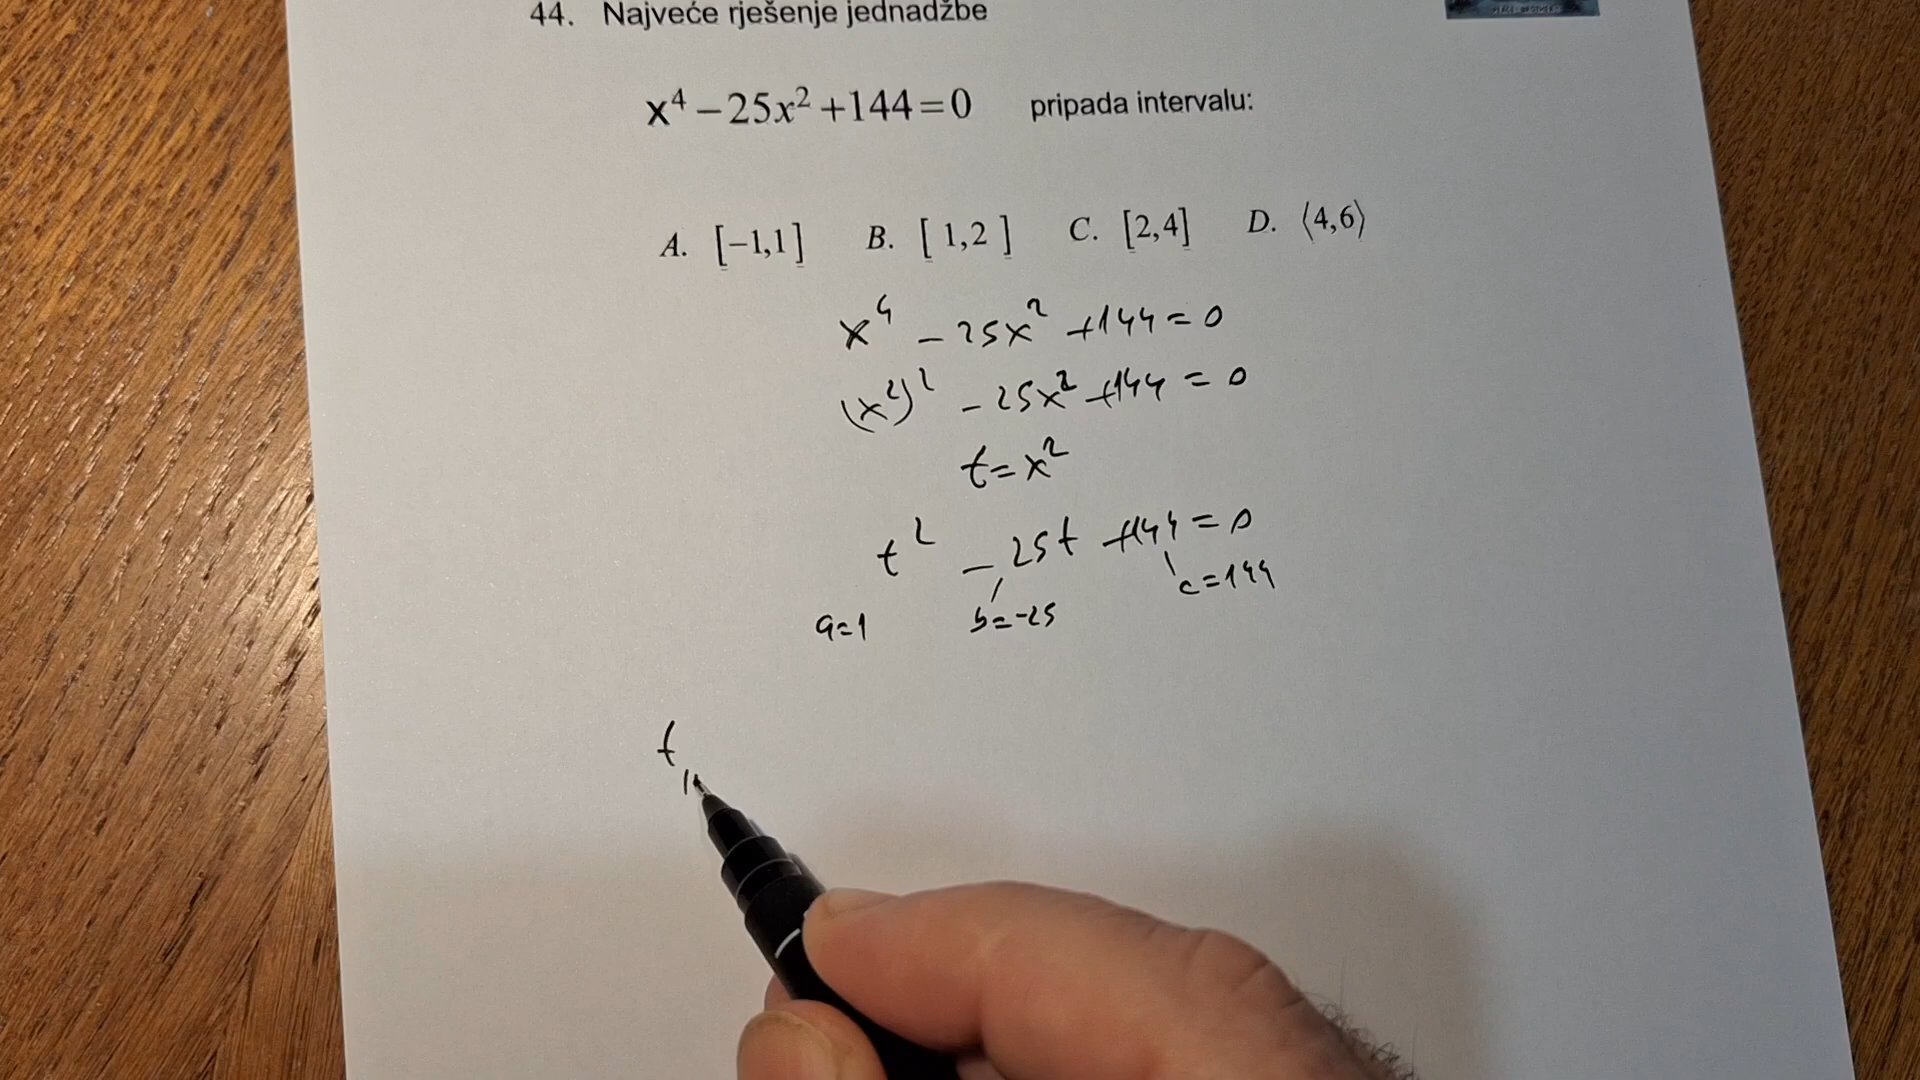 44. Najveće rješenje jednadžbe
x⁴ − 25x² + 144 = 0 pripada intervalu:
A. [−1,1] B. [ 1,2 ] C. [2,4] D. ⟨4,6⟩
x⁴ − 25x² + 144 = 0
(x²)² − 25x² + 144 = 0
t = x²
t² − 25t + 144 = 0
c = 144
a=1 b=-25
t